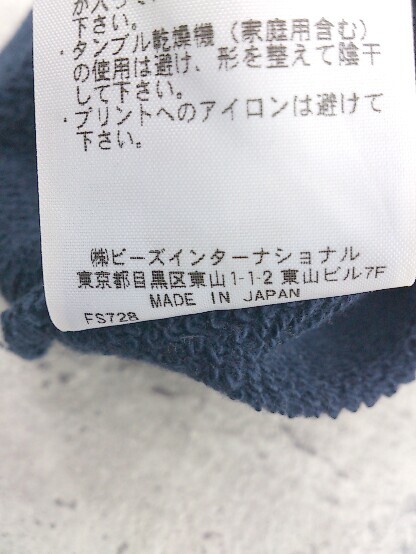 が入っ
下さい。
・タンブル乾燥機(家庭用含む)
の使用は避け、形を整えて陰干
して下さい。
・プリントへのアイロンは避けて
下さい。
㈱ビーズインターナショナル
東京都目黒区東山1-1-2 東山ビル7F
MADE IN JAPAN
FS728